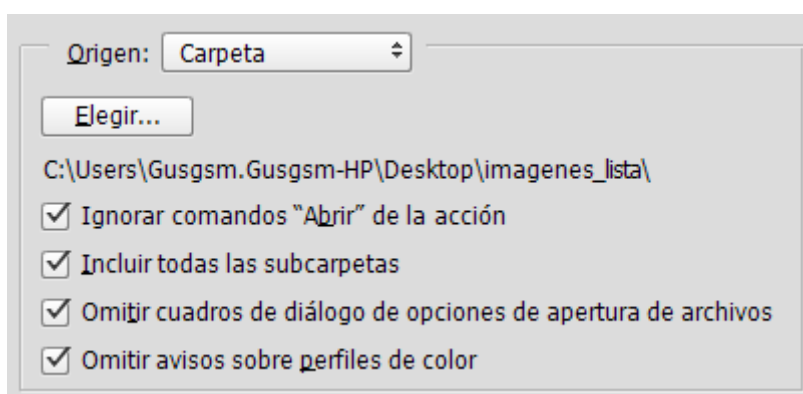 Origen: Carpeta
Elegir...
C:\Users\Gusgsm.Gusgsm-HP\Desktop\imagenes_lista\
Ignorar comandos “Abrir” de la acción
Incluir todas las subcarpetas
Omitir cuadros de diálogo de opciones de apertura de archivos
Omitir avisos sobre perfiles de color